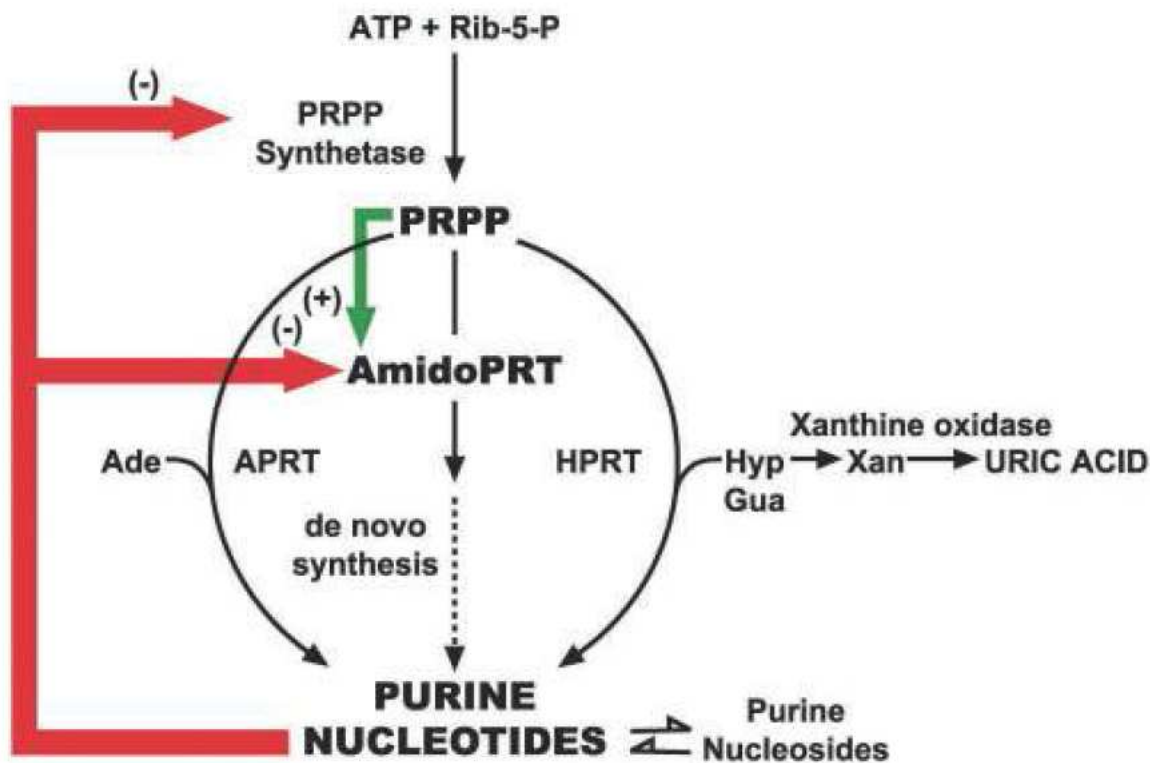 ATP + Rib-5-P
(-)
PRPP
Synthetase
PRPP
(+)
(-)
AmidoPRT
Xanthine oxidase
Ade
APRT
HPRT
Hyp
Xan
URIC ACID
Gua
de novo
synthesis
PURINE
NUCLEOTIDES
Purine
Nucleosides